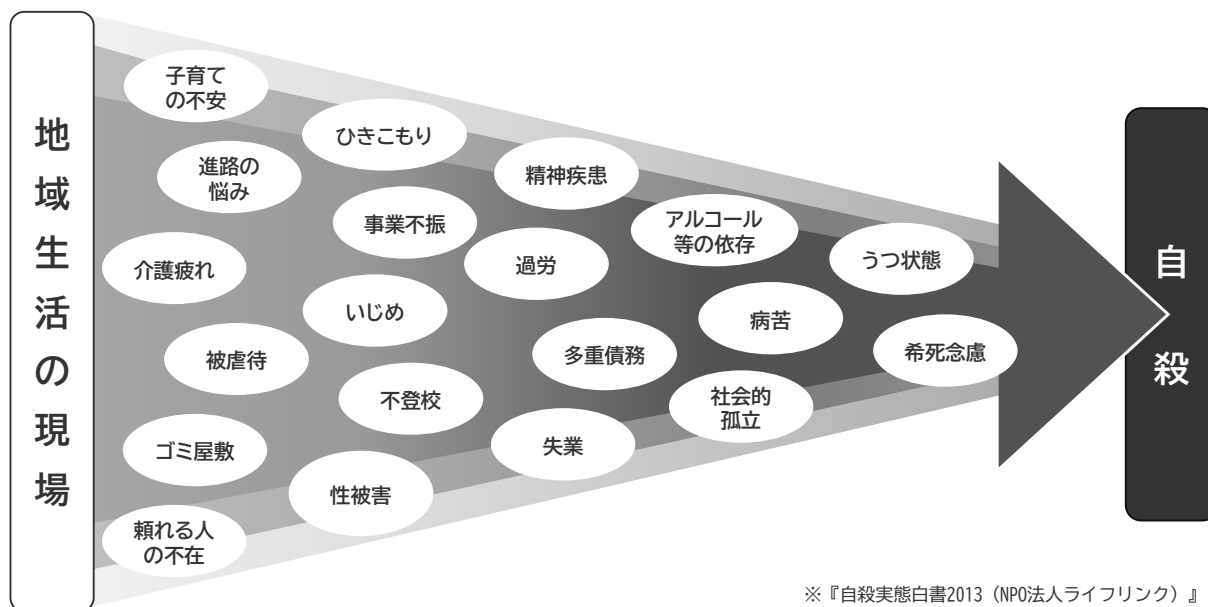 地域生活の現場
子育て
の不安
ひきこもり
進路の
悩み
精神疾患
事業不振
アルコール
等の依存
介護疲れ
過労
うつ状態
いじめ
病苦
被虐待
多重債務
希死念慮
不登校
社会的
孤立
ゴミ屋敷
失業
性被害
頼れる人
の不在
自殺
※『自殺実態白書2013（NPO法人ライフリンク）』